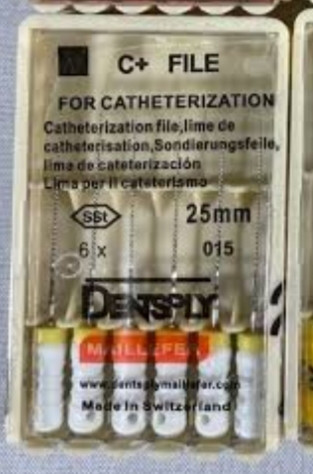 C+ FILE
FOR CATHETERIZATION
Catheterization file,lime de
catheterisation,Sondierungsfeile,
lima de cateterización
Lima per il cateterismo
SSt 25mm
6 x 015
DENTSPLY
MAILLEFER
www.dentsplymaillefer.com
Made in Switzerland